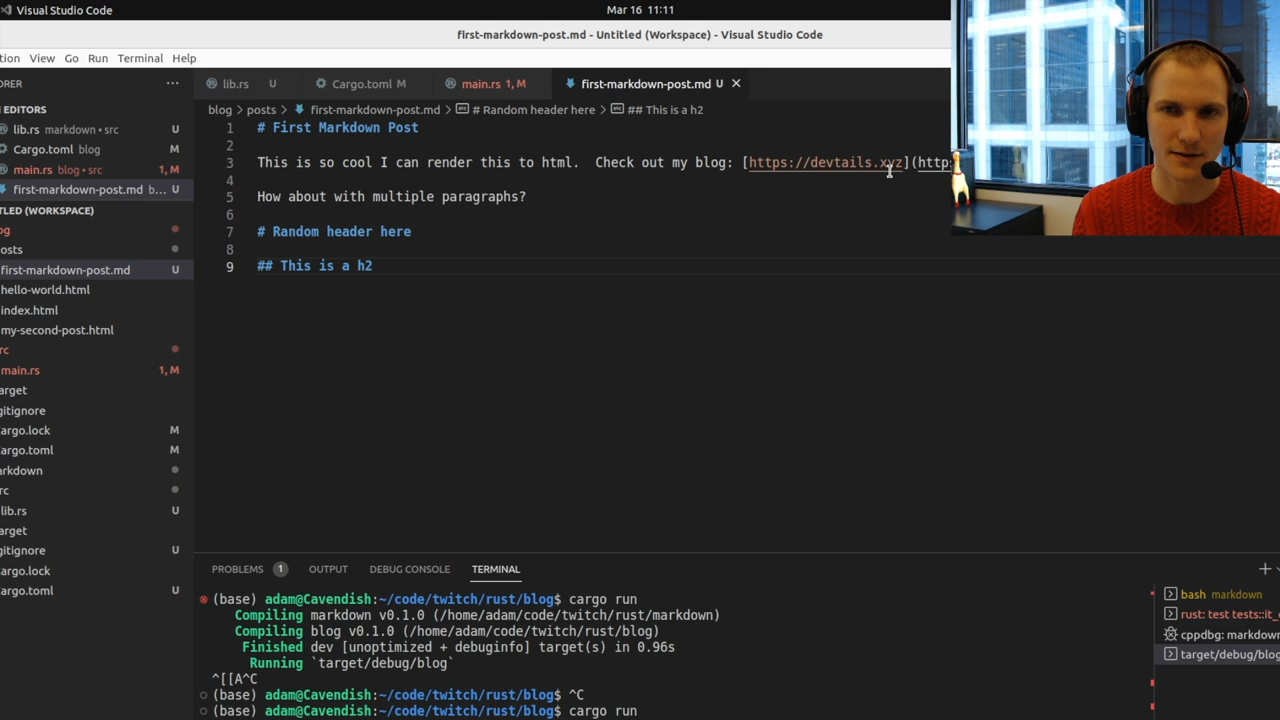 Visual Studio Code
Mar 16 11:11
first-markdown-post.md - Untitled (Workspace) - Visual Studio Code
tion View Go Run Terminal Help
ORER
lib.rs U
Cargo.toml M
main.rs 1, M
first-markdown-post.md U
blog > posts > first-markdown-post.md > # Random header here > ## This is a h2
N EDITORS
lib.rs markdown • src U
Cargo.toml blog M
main.rs blog • src 1, M
first-markdown-post.md b... U
TLED (WORKSPACE)
og
osts
first-markdown-post.md U
hello-world.html
index.html
my-second-post.html
rc
main.rs 1, M
arget
gitignore
Cargo.lock M
Cargo.toml M
arkdown
rc
lib.rs U
arget
gitignore U
Cargo.lock
Cargo.toml U
1 # First Markdown Post
2
3 This is so cool I can render this to html.  Check out my blog: [https://devtails.xyz](https:
4
5 How about with multiple paragraphs?
6
7 # Random header here
8
9 ## This is a h2
PROBLEMS 1 OUTPUT DEBUG CONSOLE TERMINAL
(base) adam@Cavendish:~/code/twitch/rust/blog$ cargo run
Compiling markdown v0.1.0 (/home/adam/code/twitch/rust/markdown)
Compiling blog v0.1.0 (/home/adam/code/twitch/rust/blog)
Finished dev [unoptimized + debuginfo] target(s) in 0.96s
Running `target/debug/blog`
^[[A^C
(base) adam@Cavendish:~/code/twitch/rust/blog$ ^C
(base) adam@Cavendish:~/code/twitch/rust/blog$ cargo run
bash markdown
rust: test tests::it_
cppdbg: markdown
target/debug/blog